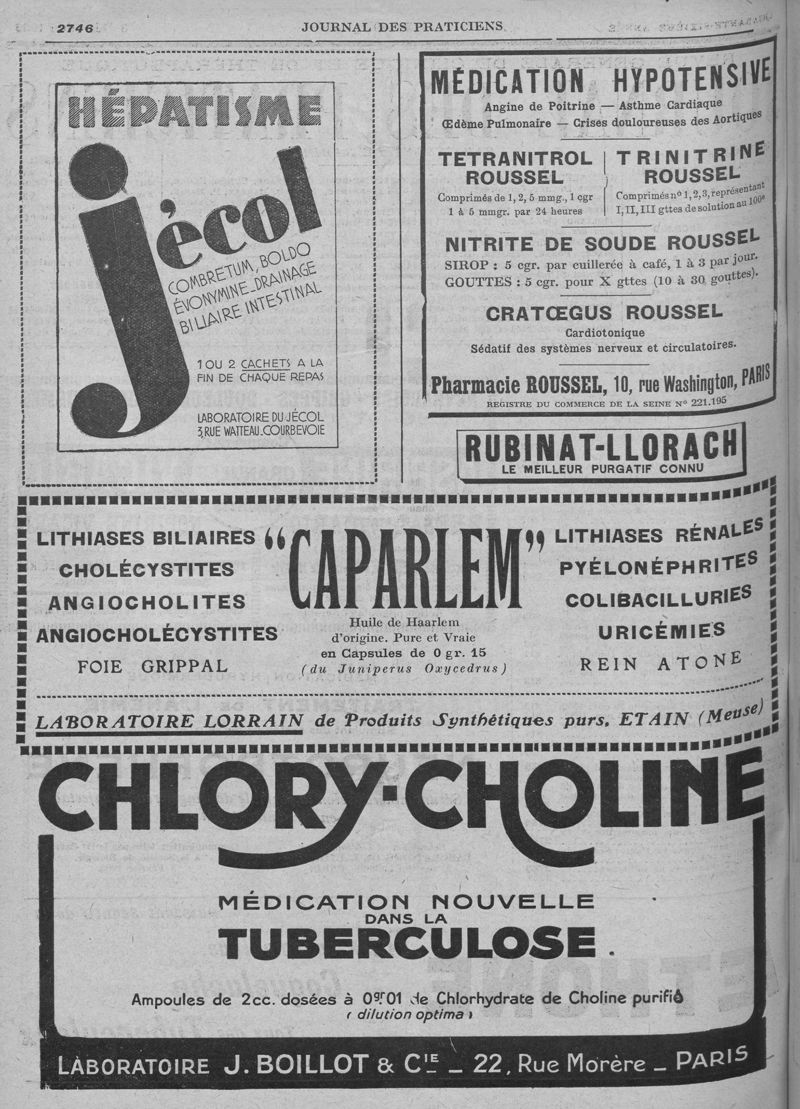 2746
JOURNAL DES PRATICIENS
HÉPATISME
jécol
COMBRETUM, BOLDO
ÉVONYMINE. DRAINAGE
BILIAIRE INTESTINAL
1 OU 2 CACHETS A LA
FIN DE CHAQUE REPAS
LABORATOIRE DU JÉCOL
3, RUE WATTEAU. COURBEVOIE
MÉDICATION HYPOTENSIVE
Angine de Poitrine — Asthme Cardiaque
Œdème Pulmonaire — Crises douloureuses des Aortiques
TETRANITROL
ROUSSEL
Comprimés de 1, 2, 5 mmg., 1 cgr
1 à 5 mmgr. par 24 heures
TRINITRINE
ROUSSEL
Comprimés nº 1, 2, 3, représentant
I, II, III gttes de solution au 100e
NITRITE DE SOUDE ROUSSEL
SIROP : 5 cgr. par cuillerée à café, 1 à 3 par jour.
GOUTTES : 5 cgr. pour X gttes (10 à 30 gouttes).
CRATŒGUS ROUSSEL
Cardiotonique
Sédatif des systèmes nerveux et circulatoires.
Pharmacie ROUSSEL, 10, rue Washington, PARIS
REGISTRE DU COMMERCE DE LA SEINE Nº 221.195
RUBINAT-LLORACH
LE MEILLEUR PURGATIF CONNU
LITHIASES BILIAIRES
CHOLÉCYSTITES
ANGIOCHOLITES
ANGIOCHOLÉCYSTITES
FOIE GRIPPAL
“CAPARLEM”
Huile de Haarlem
d'origine. Pure et Vraie
en Capsules de 0 gr. 15
(du Juniperus Oxycedrus)
LITHIASES RÉNALES
PYÉLONÉPHRITES
COLIBACILLURIES
URICÉMIES
REIN ATONE
LABORATOIRE LORRAIN de Produits Synthétiques purs, ETAIN (Meuse)
CHLORY-CHOLINE
MÉDICATION NOUVELLE
DANS LA
TUBERCULOSE.
Ampoules de 2cc. dosées à 0gr.01 de Chlorhydrate de Choline purifié
(dilution optima)
LABORATOIRE J. BOILLOT & CIE _ 22, Rue Morère _ PARIS